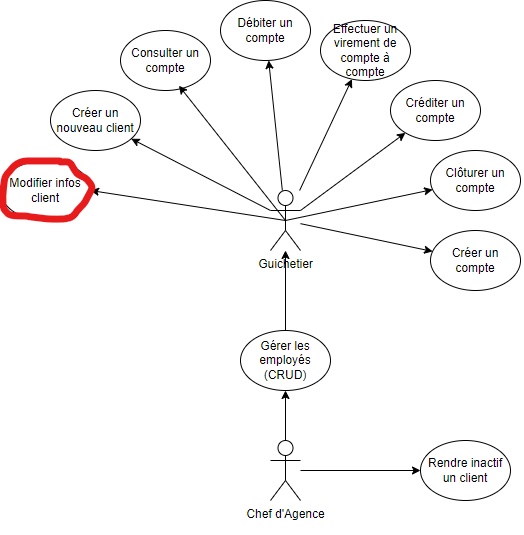 Débiter un
compte
Effectuer un
virement de
compte à
compte
Consulter un
compte
Créditer un
compte
Créer un
nouveau client
Modifier infos
client
Clôturer un
compte
Guichetier
Créer un
compte
Gérer les
employés
(CRUD)
Rendre inactif
un client
Chef d'Agence